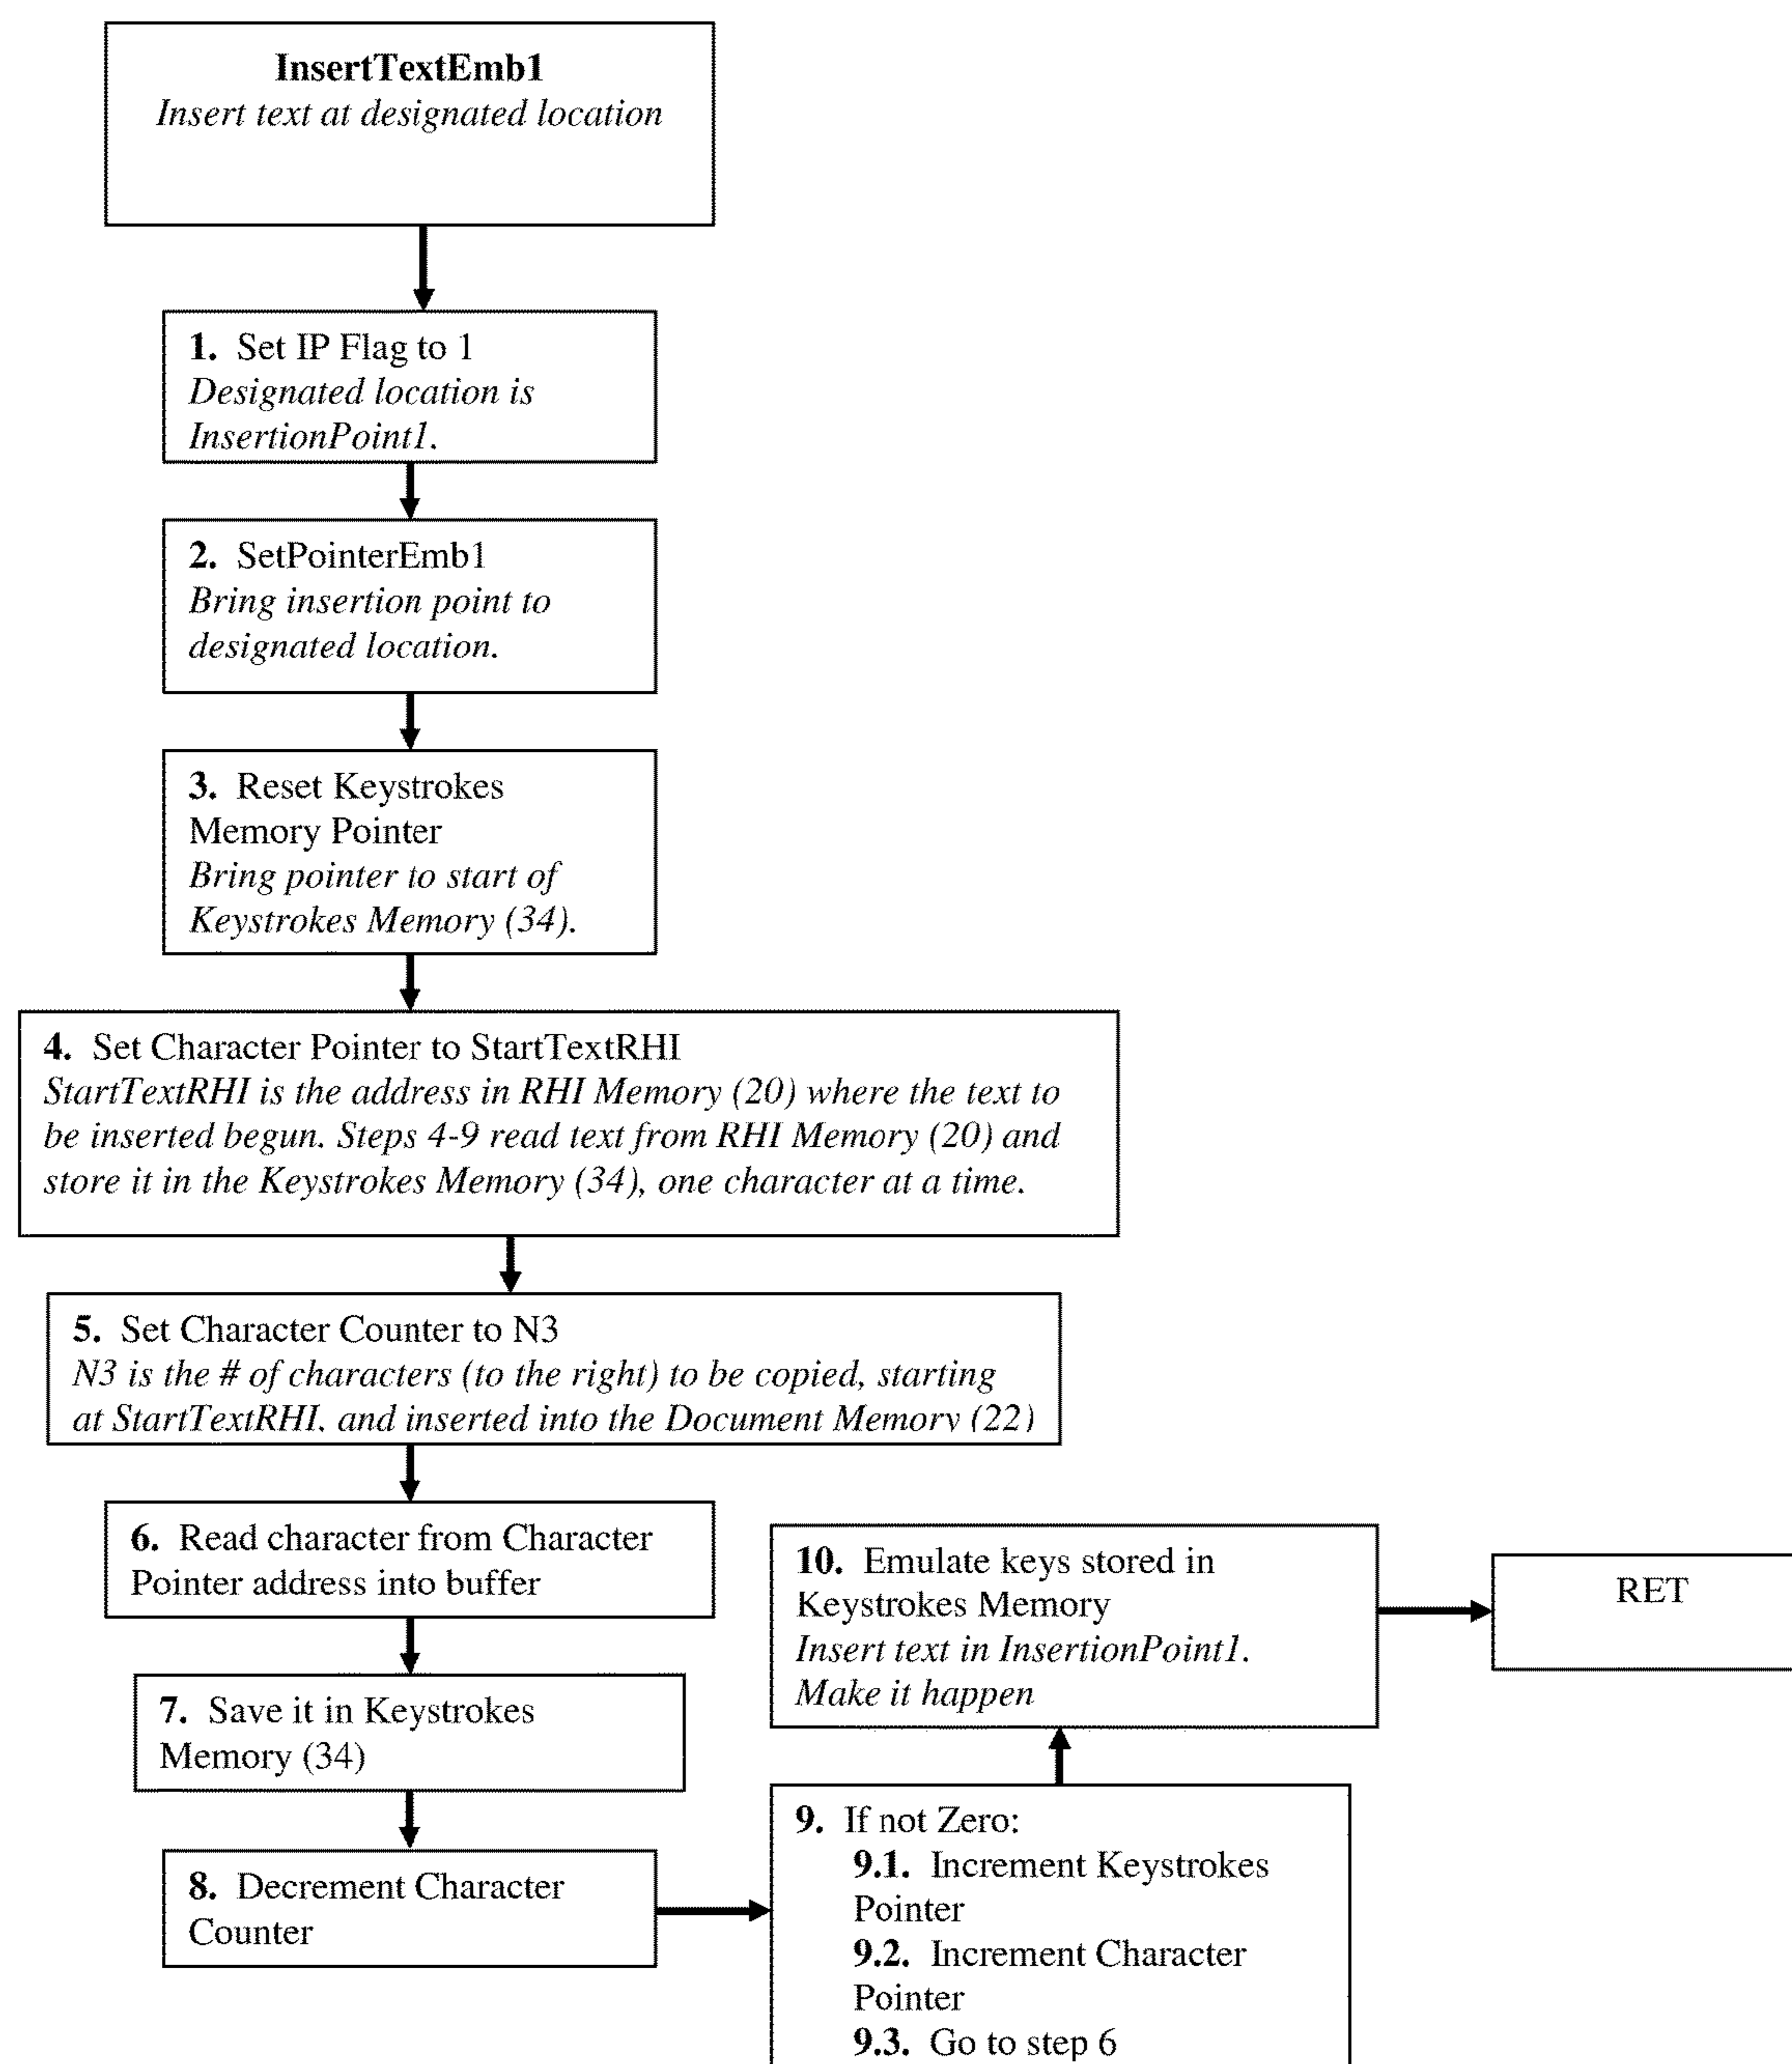 InsertTextEmb1
Insert text at designated location
1. Set IP Flag to 1
Designated location is
InsertionPoint1.
2. SetPointerEmb1
Bring insertion point to
designated location.
3. Reset Keystrokes
Memory Pointer
Bring pointer to start of
Keystrokes Memory (34).
4. Set Character Pointer to StartTextRHI
StartTextRHI is the address in RHI Memory (20) where the text to
be inserted begun. Steps 4-9 read text from RHI Memory (20) and
store it in the Keystrokes Memory (34), one character at a time.
5. Set Character Counter to N3
N3 is the # of characters (to the right) to be copied, starting
at StartTextRHI, and inserted into the Document Memory (22)
6. Read character from Character
Pointer address into buffer
7. Save it in Keystrokes
Memory (34)
8. Decrement Character
Counter
9. If not Zero:
9.1. Increment Keystrokes
Pointer
9.2. Increment Character
Pointer
9.3. Go to step 6
10. Emulate keys stored in
Keystrokes Memory
Insert text in InsertionPoint1.
Make it happen
RET